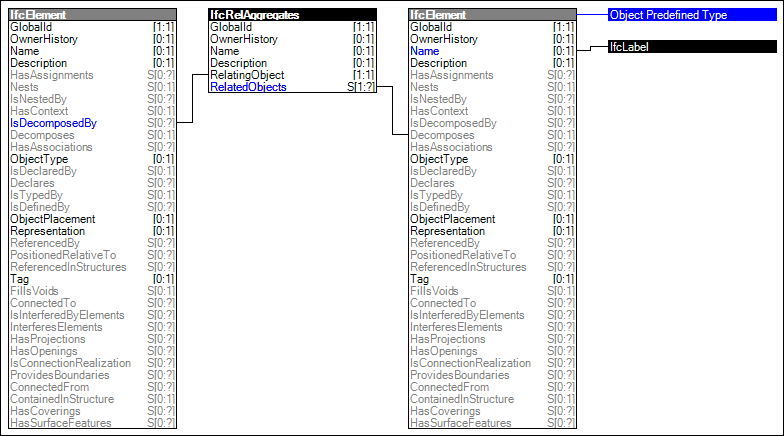 IfcElement
GlobalId [1:1]
OwnerHistory [0:1]
Name [0:1]
Description [0:1]
HasAssignments S[0:?]
Nests S[0:1]
IsNestedBy S[0:?]
HasContext S[0:1]
IsDecomposedBy S[0:?]
Decomposes S[0:1]
HasAssociations S[0:?]
ObjectType [0:1]
IsDeclaredBy S[0:1]
Declares S[0:?]
IsTypedBy S[0:1]
IsDefinedBy S[0:?]
ObjectPlacement [0:1]
Representation [0:1]
ReferencedBy S[0:?]
PositionedRelativeTo S[0:?]
ReferencedInStructures S[0:?]
Tag [0:1]
FillsVoids S[0:1]
ConnectedTo S[0:?]
IsInterferedByElements S[0:?]
InterferesElements S[0:?]
HasProjections S[0:?]
HasOpenings S[0:?]
IsConnectionRealization S[0:?]
ProvidesBoundaries S[0:?]
ConnectedFrom S[0:?]
ContainedInStructure S[0:1]
HasCoverings S[0:?]
HasSurfaceFeatures S[0:?]
IfcRelAggregates
GlobalId [1:1]
OwnerHistory [0:1]
Name [0:1]
Description [0:1]
RelatingObject [1:1]
RelatedObjects S[1:?]
IfcElement
GlobalId [1:1]
OwnerHistory [0:1]
Name [0:1]
Description [0:1]
HasAssignments S[0:?]
Nests S[0:1]
IsNestedBy S[0:?]
HasContext S[0:1]
IsDecomposedBy S[0:?]
Decomposes S[0:1]
HasAssociations S[0:?]
ObjectType [0:1]
IsDeclaredBy S[0:1]
Declares S[0:?]
IsTypedBy S[0:1]
IsDefinedBy S[0:?]
ObjectPlacement [0:1]
Representation [0:1]
ReferencedBy S[0:?]
PositionedRelativeTo S[0:?]
ReferencedInStructures S[0:?]
Tag [0:1]
FillsVoids S[0:1]
ConnectedTo S[0:?]
IsInterferedByElements S[0:?]
InterferesElements S[0:?]
HasProjections S[0:?]
HasOpenings S[0:?]
IsConnectionRealization S[0:?]
ProvidesBoundaries S[0:?]
ConnectedFrom S[0:?]
ContainedInStructure S[0:1]
HasCoverings S[0:?]
HasSurfaceFeatures S[0:?]
Object Predefined Type
IfcLabel